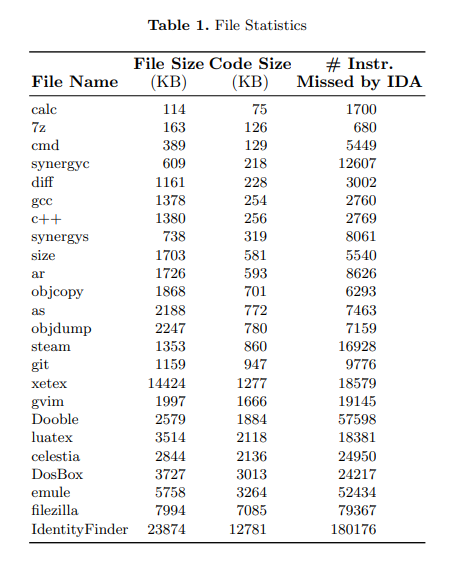 Table 1. File Statistics
File Size Code Size # Instr.
File Name (KB) (KB) Missed by IDA
calc 114 75 1700
7z 163 126 680
cmd 389 129 5449
synergyc 609 218 12607
diff 1161 228 3002
gcc 1378 254 2760
c++ 1380 256 2769
synergys 738 319 8061
size 1703 581 5540
ar 1726 593 8626
objcopy 1868 701 6293
as 2188 772 7463
objdump 2247 780 7159
steam 1353 860 16928
git 1159 947 9776
xetex 14424 1277 18579
gvim 1997 1666 19145
Dooble 2579 1884 57598
luatex 3514 2118 18381
celestia 2844 2136 24950
DosBox 3727 3013 24217
emule 5758 3264 52434
filezilla 7994 7085 79367
IdentityFinder 23874 12781 180176